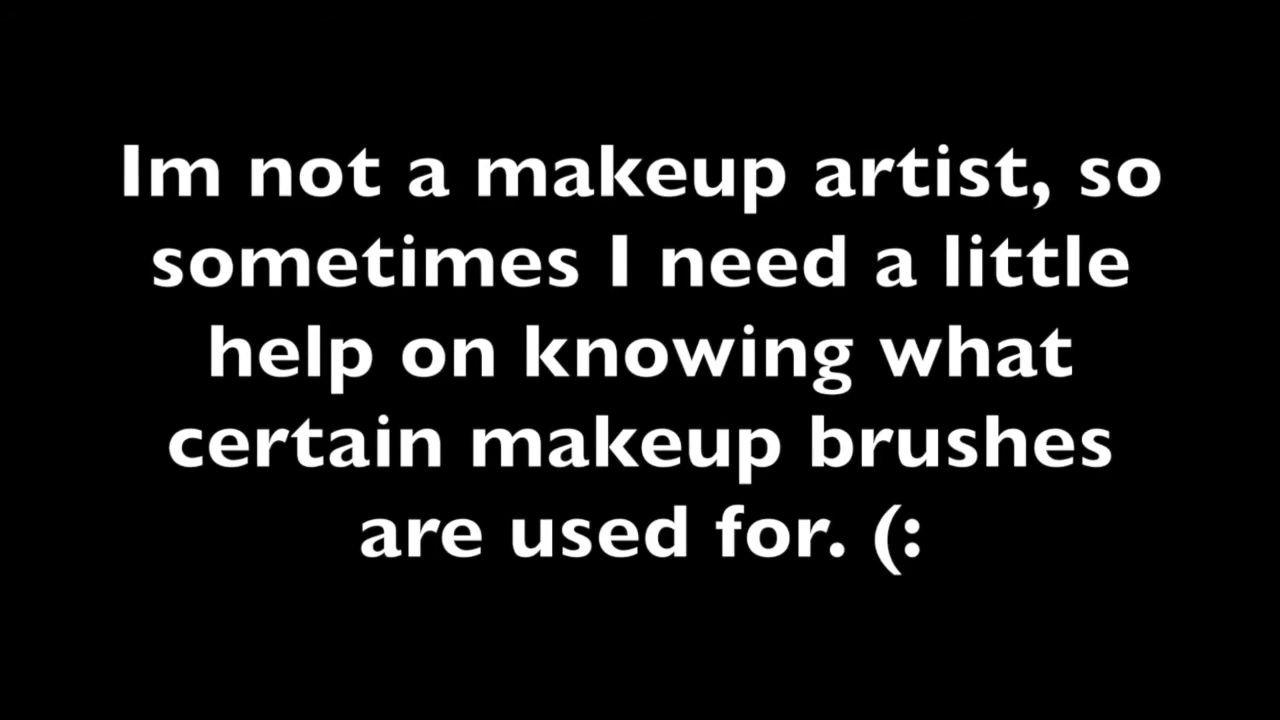 Im not a makeup artist, so
sometimes I need a little
help on knowing what
certain makeup brushes
are used for. (: